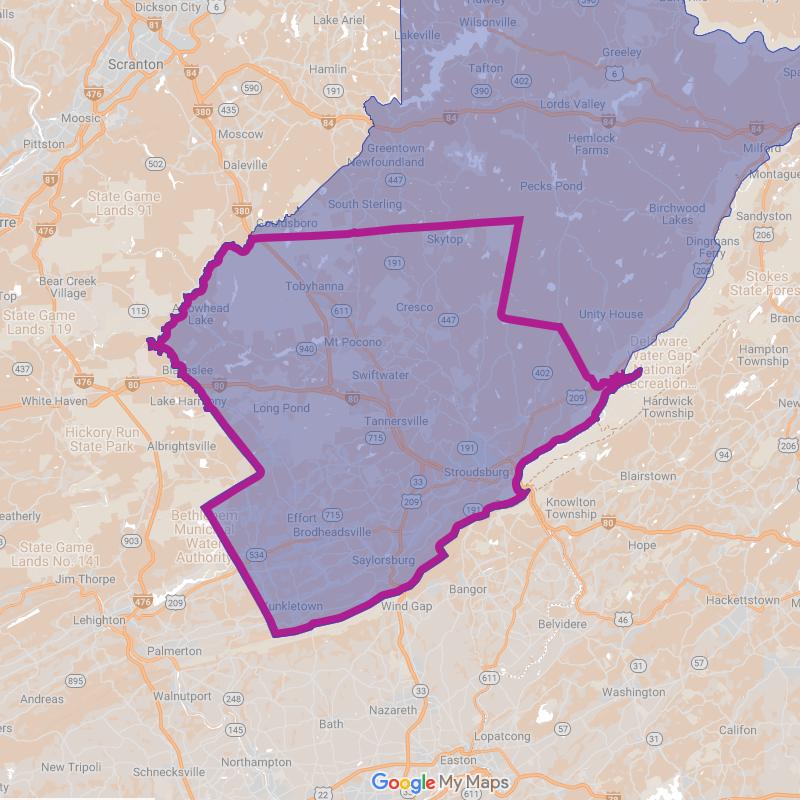 Dickson City
6
81
Lake Ariel
Hawley
Wilsonville
Lakeville
Scranton
84
Hamlin
Tafton
Greeley
6
402
590
191
390
476
380
435
84
84
Lords Valley
84
84
Moosic
Moscow
Hemlock
Farms
Milford
Pittston
502
Daleville
Greentown
Newfoundland
81
447
Pecks Pond
Montague
State Game
Lands 91
South Sterling
Birchwood
Lakes
380
Sandyston
476
Skytop
206
Dingmans
Ferry
191
209
Bear Creek
Village
Tobyhanna
Stokes
State Forest
Top
115
Lake
611
Cresco
447
Unity House
State Game
Lands 119
940
Mt Pocono
Delaware
Water Gap
National
Recreation...
Hampton
Township
437
Blakeslee
Swiftwater
402
476
80
80
209
206
White Haven
Lake Harmony
80
Long Pond
Hardwick
Township
Tannersville
Hickory Run
State Park
Albrightsville
715
191
94
Stroudsburg
33
Blairstown
209
191
Knowlton
Township
Bethlehem
Municipal
Water
Authority
Effort
715
Brodheadsville
80
903
534
Hope
State Game
Lands No. 141
Saylorsburg
Jim Thorpe
Bangor
476
209
Kunkletown
Wind Gap
Hackettstown
Lehighton
Belvidere
46
Palmerton
31
57
611
895
Walnutport
33
Washington
Andreas
248
Nazareth
145
Bath
57
Califon
Lopatcong
31
New Tripoli
Schnecksville
Northampton
Easton
22
Google My Maps